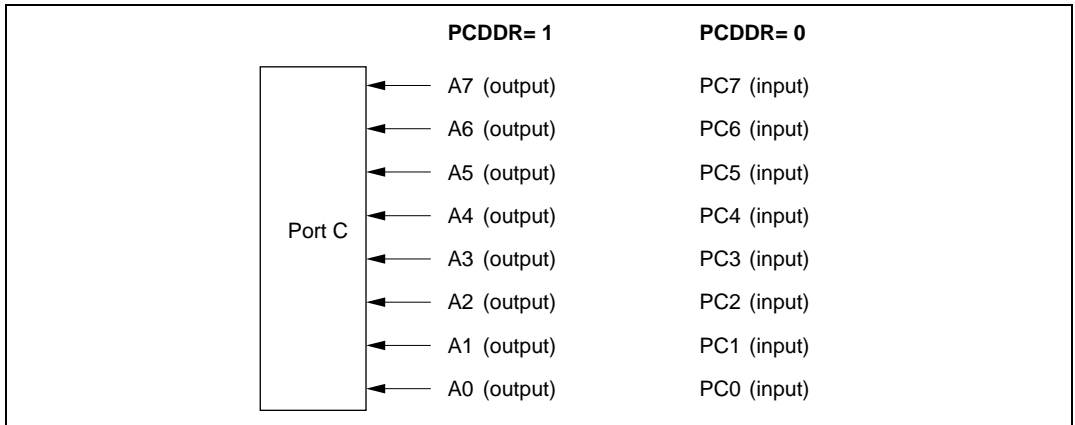 PCDDR= 1 PCDDR= 0
A7 (output) PC7 (input)
A6 (output) PC6 (input)
A5 (output) PC5 (input)
A4 (output) PC4 (input)
Port C
A3 (output) PC3 (input)
A2 (output) PC2 (input)
A1 (output) PC1 (input)
A0 (output) PC0 (input)